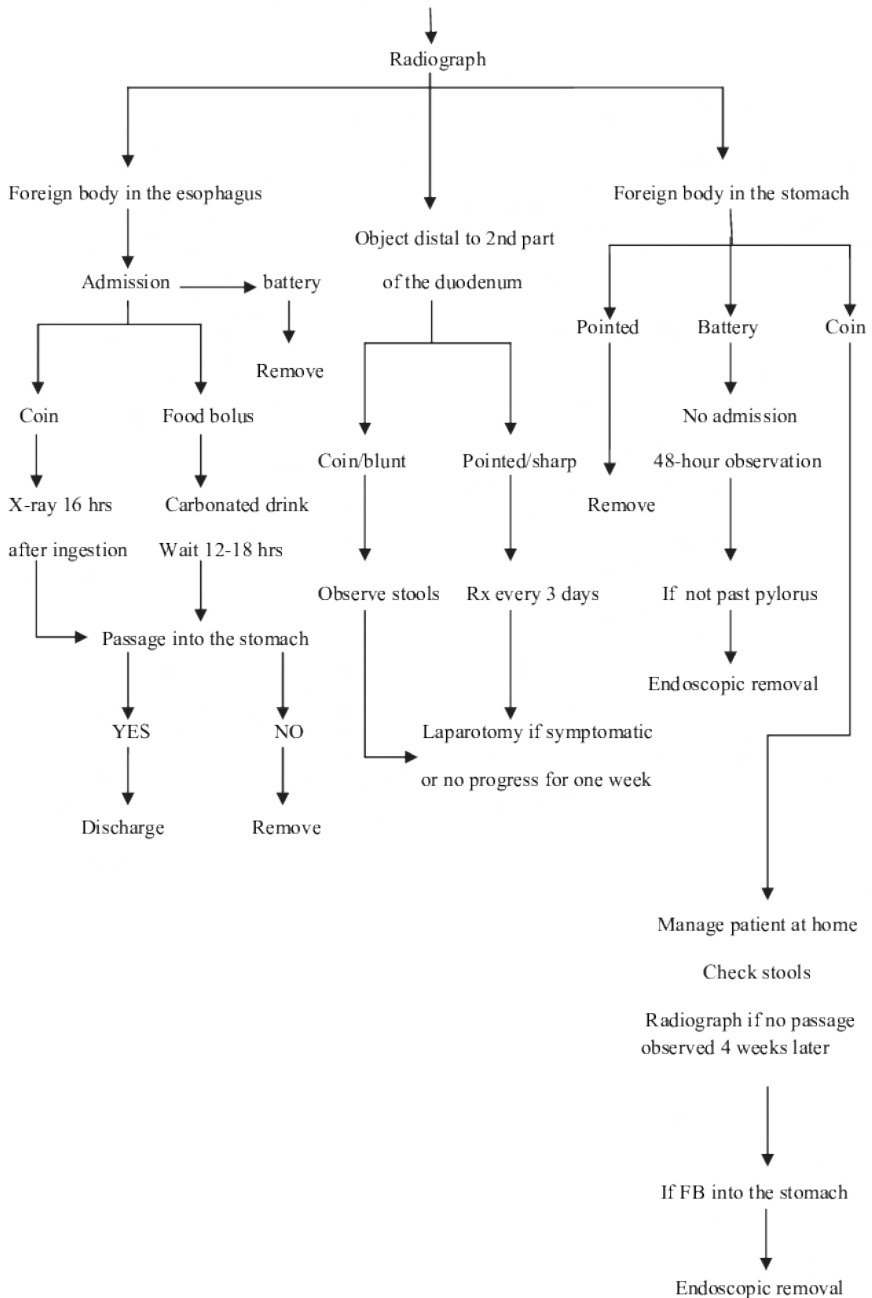 Radiograph
Foreign body in the esophagus
Foreign body in the stomach
Object distal to 2nd part
of the duodenum
Admission
battery
Remove
Pointed
Battery
Coin
Coin
Food bolus
No admission
48-hour observation
Coin/blunt
Pointed/sharp
X-ray 16 hrs
after ingestion
Carbonated drink
Wait 12-18 hrs
Remove
Observe stools
Rx every 3 days
If not past pylorus
Passage into the stomach
Endoscopic removal
YES
NO
Laparotomy if symptomatic
or no progress for one week
Discharge
Remove
Manage patient at home
Check stools
Radiograph if no passage
observed 4 weeks later
If FB into the stomach
Endoscopic removal